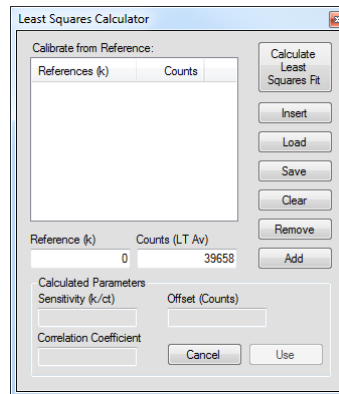 Least Squares Calculator
Calibrate from Reference:
References (k) Counts
Calculate
Least
Squares Fit
Insert
Load
Save
Clear
Remove
Add
Reference (k) Counts (LT Av)
0 39658
Calculated Parameters
Sensitivity (k/ct) Offset (Counts)
Correlation Coefficient
Cancel Use